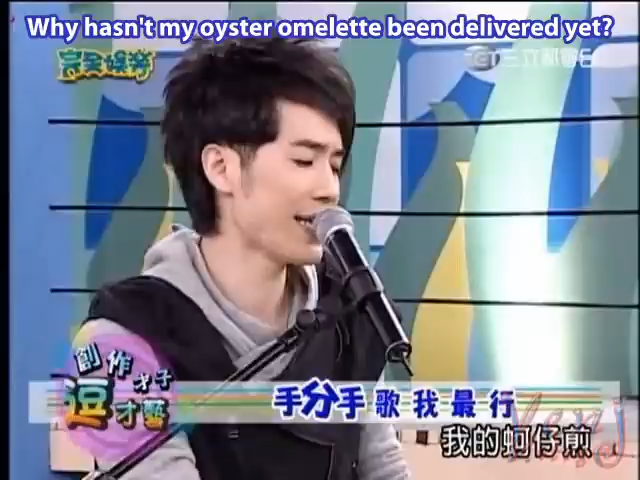 Why hasn't my oyster omelette been delivered yet?
完全娛樂
三立都會台
創作才子
逗才藝
手分手歌我最行
我的蚵仔煎